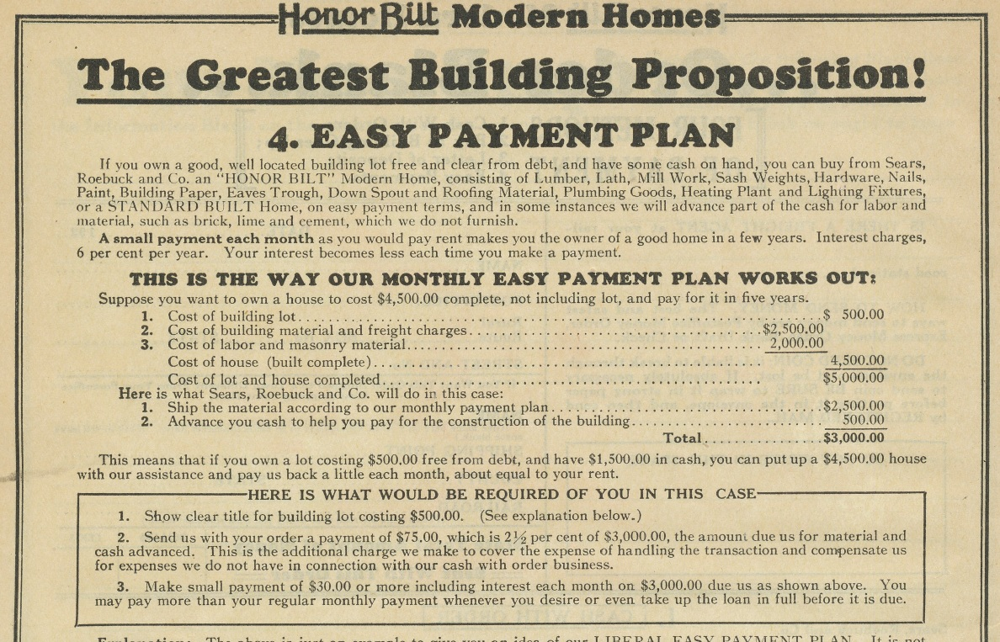 Honor Bilt Modern Homes
The Greatest Building Proposition!
4. EASY PAYMENT PLAN
If you own a good, well located building lot free and clear from debt, and have some cash on hand, you can buy from Sears,
Roebuck and Co. an "HONOR BILT" Modern Home, consisting of Lumber, Lath, Mill Work, Sash Weights, Hardware, Nails,
Paint, Building Paper, Eaves Trough, Down Spout and Roofing Material, Plumbing Goods, Heating Plant and Lighting Fixtures,
or a STANDARD BUILT Home, on easy payment terms, and in some instances we will advance part of the cash for labor and
material, such as brick, lime and cement, which we do not furnish.
A small payment each month as you would pay rent makes you the owner of a good home in a few years. Interest charges,
6 per cent per year. Your interest becomes less each time you make a payment.
THIS IS THE WAY OUR MONTHLY EASY PAYMENT PLAN WORKS OUT:
Suppose you want to own a house to cost $4,500.00 complete, not including lot, and pay for it in five years.
1. Cost of building lot.................................................................. $ 500.00
2. Cost of building material and freight charges........................................$2,500.00
3. Cost of labor and masonry material................................................... 2,000.00
Cost of house (built complete)........................................................ 4,500.00
Cost of lot and house completed.......................................................$5,000.00
Here is what Sears, Roebuck and Co. will do in this case:
1. Ship the material according to our monthly payment plan..............................$2,500.00
2. Advance you cash to help you pay for the construction of the building................ 500.00
Total....................$3,000.00
This means that if you own a lot costing $500.00 free from debt, and have $1,500.00 in cash, you can put up a $4,500.00 house
with our assistance and pay us back a little each month, about equal to your rent.
HERE IS WHAT WOULD BE REQUIRED OF YOU IN THIS CASE
1. Show clear title for building lot costing $500.00. (See explanation below.)
2. Send us with your order a payment of $75.00, which is 2½ per cent of $3,000.00, the amount due us for material and
cash advanced. This is the additional charge we make to cover the expense of handling the transaction and compensate us
for expenses we do not have in connection with our cash with order business.
3. Make small payment of $30.00 or more including interest each month on $3,000.00 due us as shown above. You
may pay more than your regular monthly payment whenever you desire or even take up the loan in full before it is due.
Explanation: The above is just an example to give you an idea of our LIBERAL EASY PAYMENT PLAN. It is not